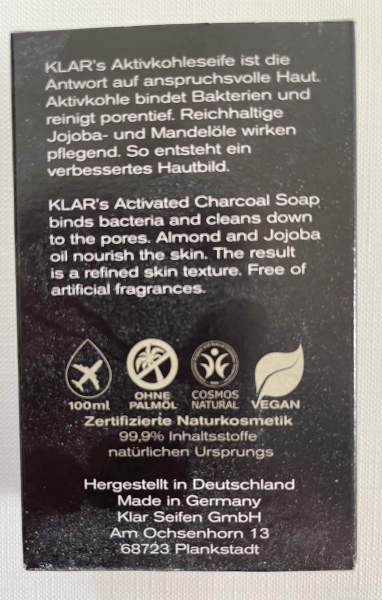 KLAR's Aktivkohleseife ist die
Antwort auf anspruchsvolle Haut.
Aktivkohle bindet Bakterien und
reinigt porentief. Reichhaltige
Jojoba- und Mandelöle wirken
pflegend. So entsteht ein
verbessertes Hautbild.
KLAR's Activated Charcoal Soap
binds bacteria and cleans down
to the pores. Almond and Jojoba
oil nourish the skin. The result
is a refined skin texture. Free of
artificial fragrances.
100ml
OHNE
PALMÖL
COSMOS
NATURAL
VEGAN
Zertifizierte Naturkosmetik
99,9% Inhaltsstoffe
natürlichen Ursprungs
Hergestellt in Deutschland
Made in Germany
Klar Seifen GmbH
Am Ochsenhorn 13
68723 Plankstadt